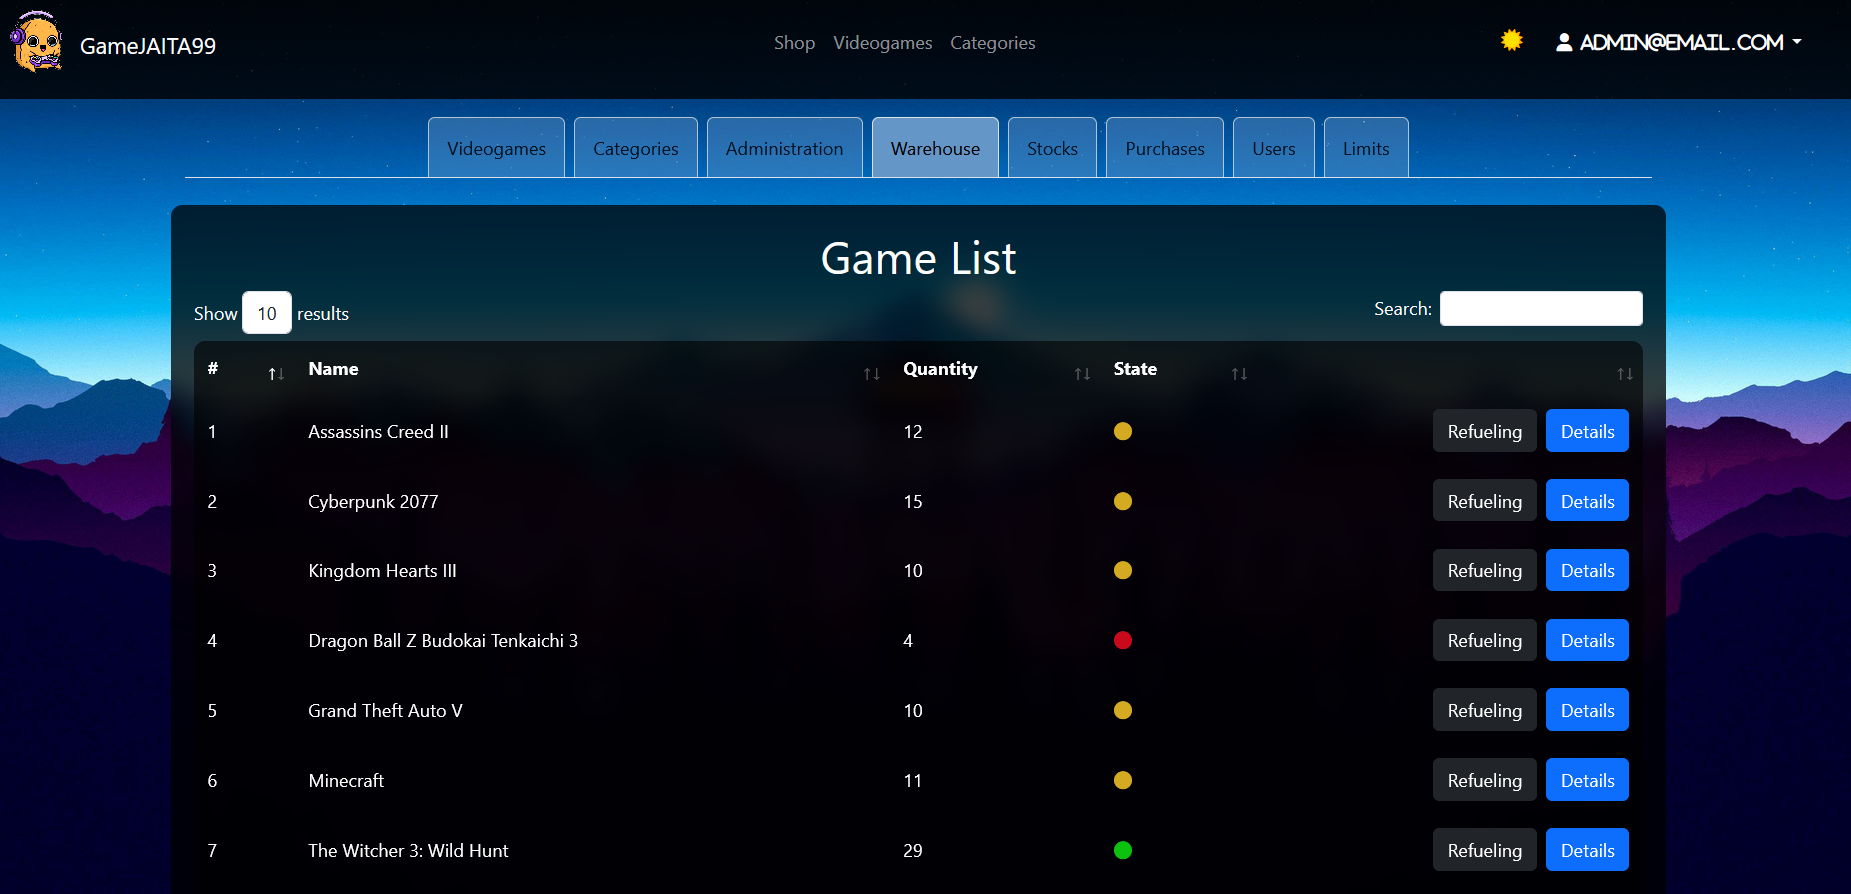 GameJAITA99
Shop Videogames Categories
ADMIN@EMAIL.COM
Videogames Categories Administration Warehouse Stocks Purchases Users Limits
Game List
Show 10 results
Search:
# Name Quantity State
1 Assassins Creed II 12 Refueling Details
2 Cyberpunk 2077 15 Refueling Details
3 Kingdom Hearts III 10 Refueling Details
4 Dragon Ball Z Budokai Tenkaichi 3 4 Refueling Details
5 Grand Theft Auto V 10 Refueling Details
6 Minecraft 11 Refueling Details
7 The Witcher 3: Wild Hunt 29 Refueling Details